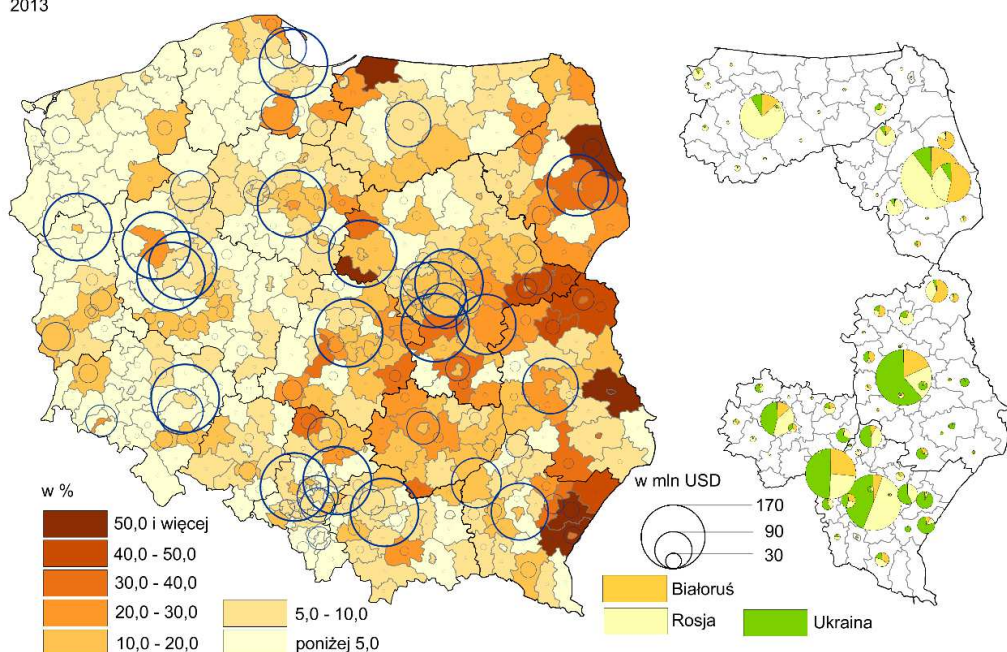 2013
w %
50,0 i więcej
40,0 - 50,0
30,0 - 40,0
20,0 - 30,0
10,0 - 20,0
5,0 - 10,0
poniżej 5,0
w mln USD
170
90
30
Białoruś
Rosja
Ukraina